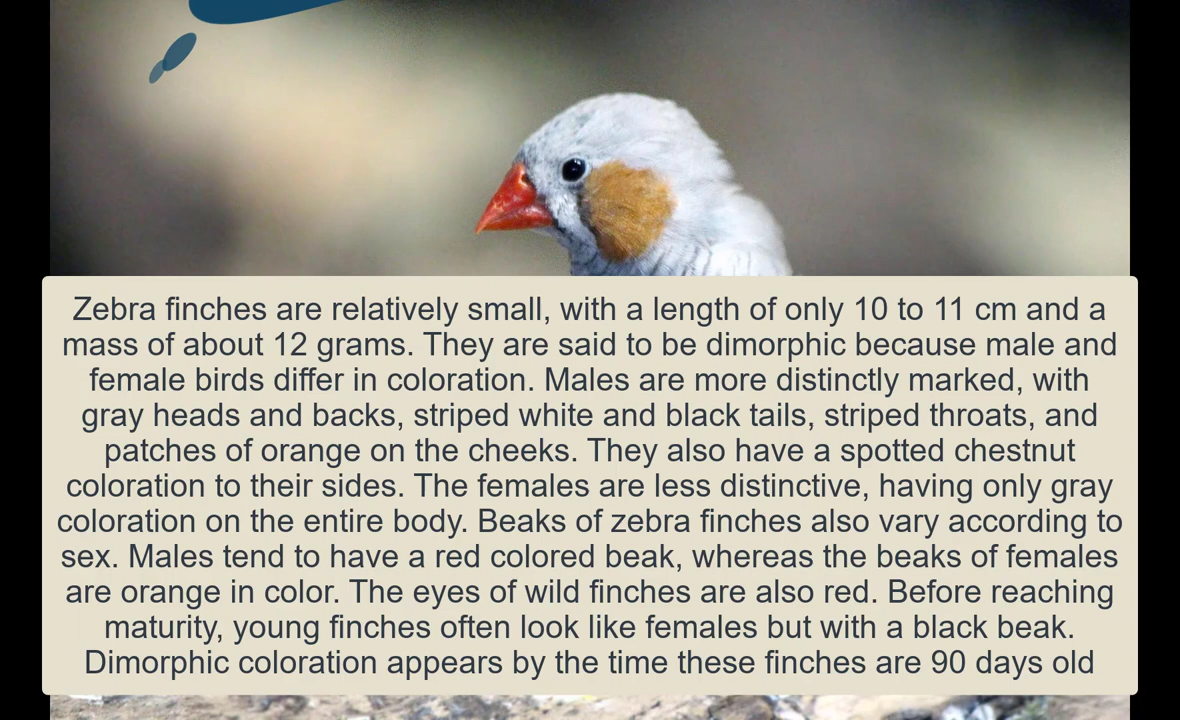 Zebra finches are relatively small, with a length of only 10 to 11 cm and a
mass of about 12 grams. They are said to be dimorphic because male and
female birds differ in coloration. Males are more distinctly marked, with
gray heads and backs, striped white and black tails, striped throats, and
patches of orange on the cheeks. They also have a spotted chestnut
coloration to their sides. The females are less distinctive, having only gray
coloration on the entire body. Beaks of zebra finches also vary according to
sex. Males tend to have a red colored beak, whereas the beaks of females
are orange in color. The eyes of wild finches are also red. Before reaching
maturity, young finches often look like females but with a black beak.
Dimorphic coloration appears by the time these finches are 90 days old